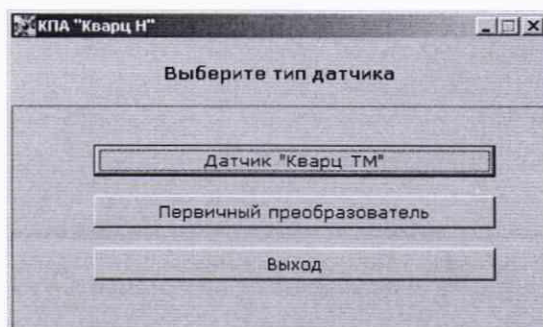 КПА "Кварц Н"
Выберите тип датчика
Датчик "Кварц ТМ"
Первичный преобразователь
Выход